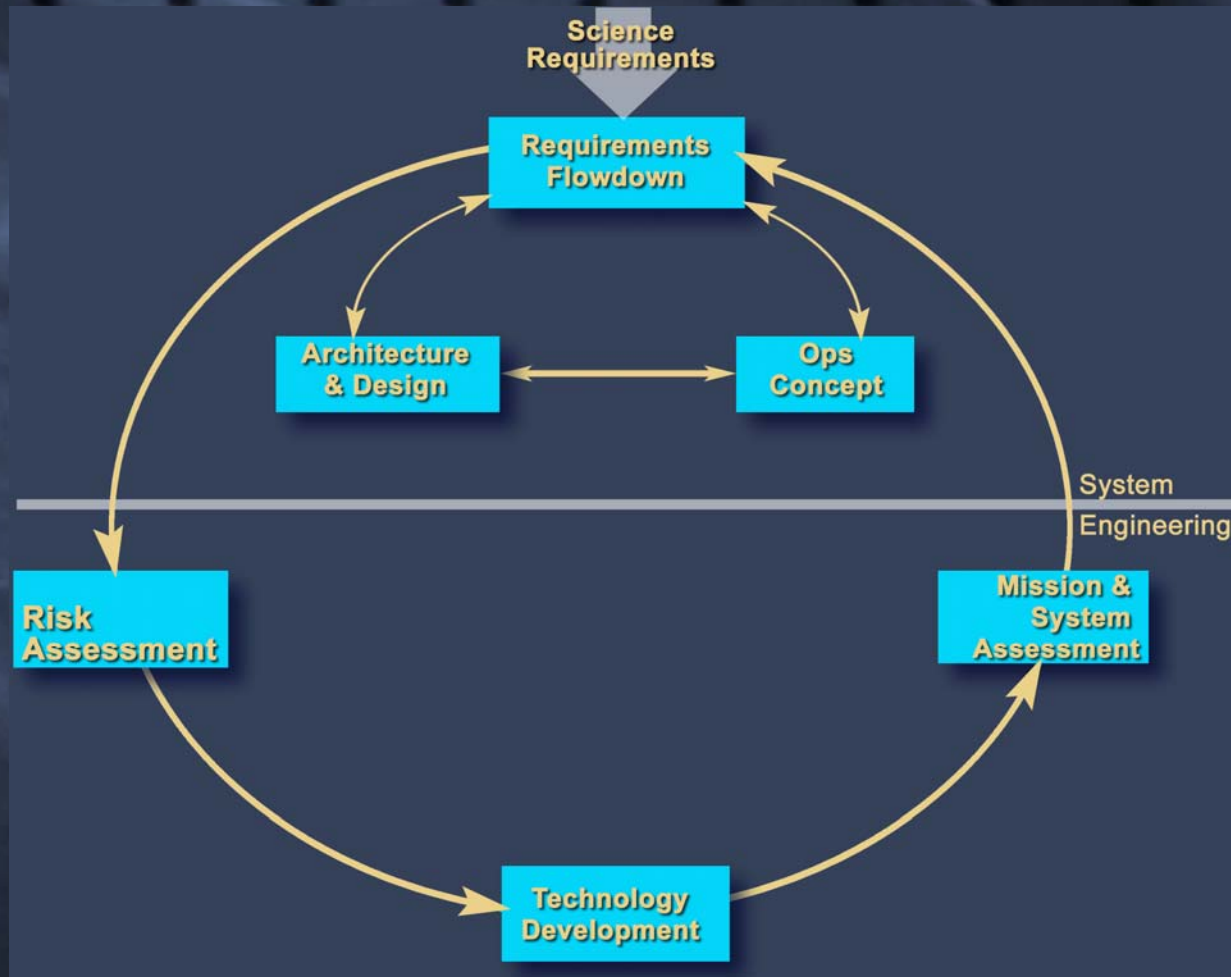 Science
Requirements
Requirements
Flowdown
Architecture
& Design
Ops
Concept
System
Engineering
Risk
Assessment
Mission &
System
Assessment
Technology
Development